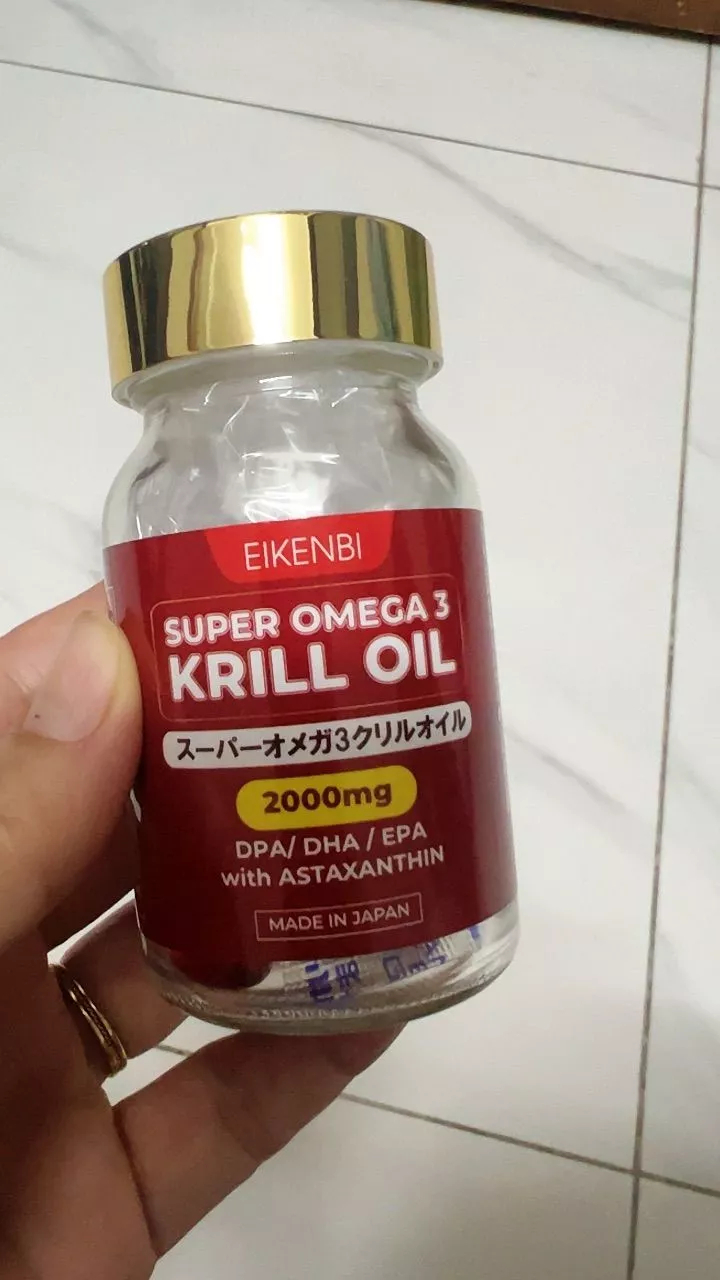 EIKENBI
SUPER OMEGA 3
KRILL OIL
スーパーオメガ3クリルオイル
2000mg
DPA/ DHA / EPA
with ASTAXANTHIN
MADE IN JAPAN